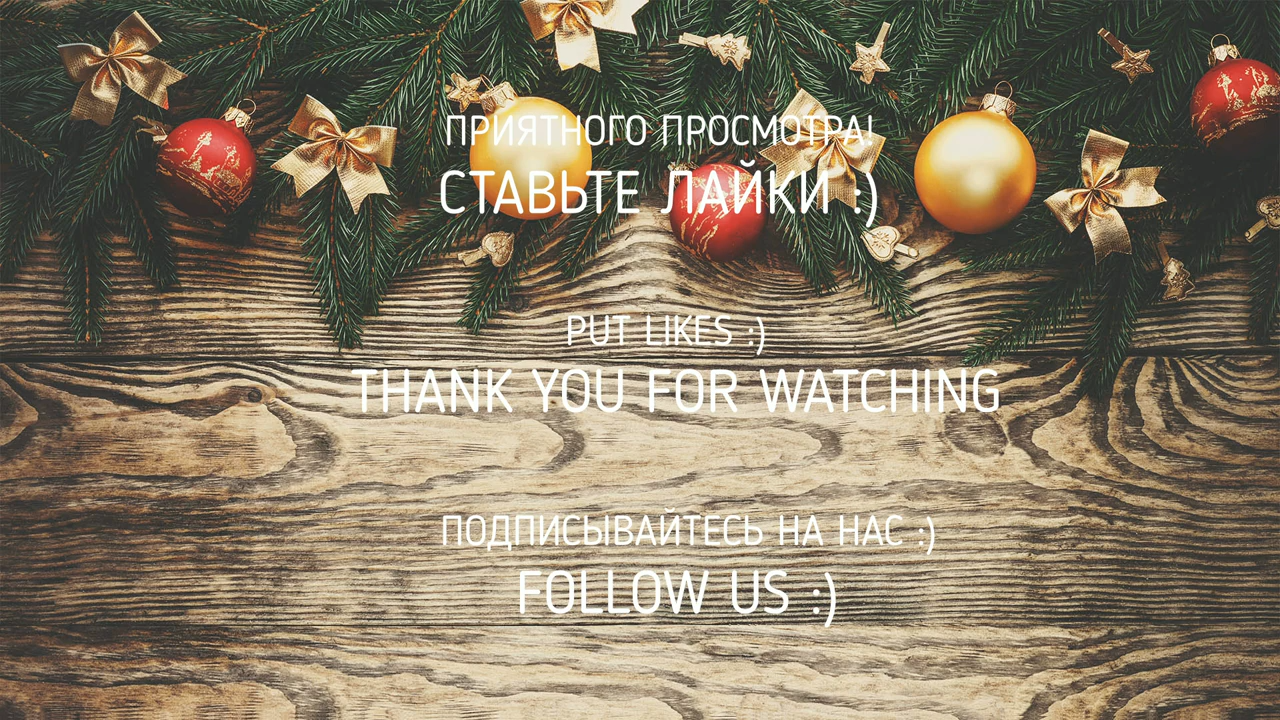 ПРИЯТНОГО ПРОСМОТРА!
СТАВЬТЕ ЛАЙКИ :)
PUT LIKES :)
THANK YOU FOR WATCHING
ПОДПИСЫВАЙТЕСЬ НА НАС :)
FOLLOW US :)